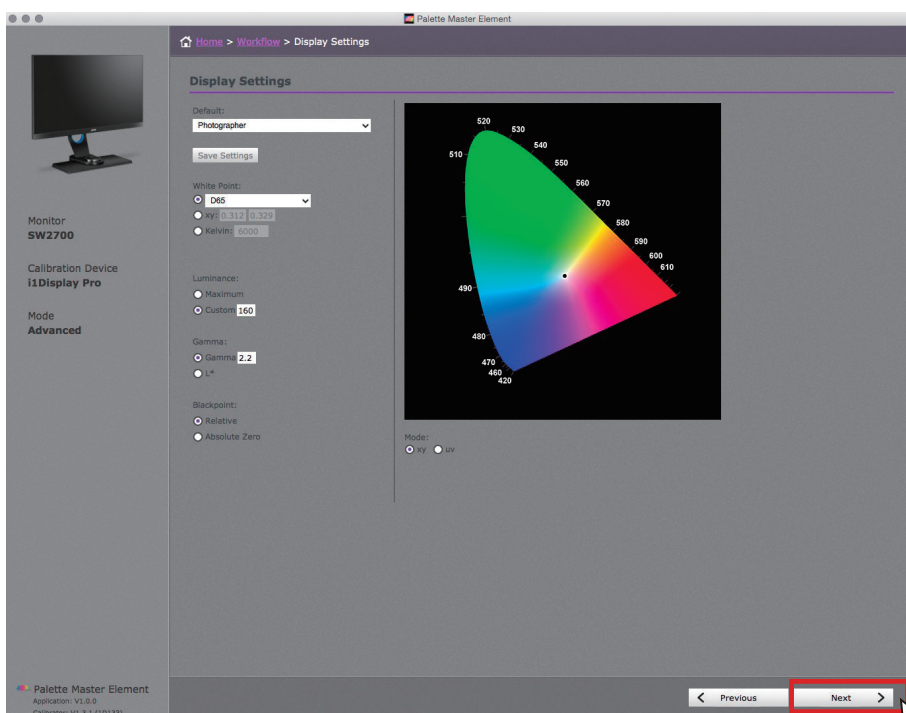 Palette Master Element
Home > Workflow > Display Settings
Display Settings
Default:
Photographer
Save Settings
White Point:
D65
xy: 0.312 0.329
Kelvin: 6000
Luminance:
Maximum
Custom 160
Gamma:
Gamma 2.2
L*
Blackpoint:
Relative
Absolute Zero
520
530
540
510
550
560
570
580
590
600
610
490
480
470
460
420
Mode:
xy uv
Monitor
SW2700
Calibration Device
i1Display Pro
Mode
Advanced
Palette Master Element
Application: V1.0.0
Previous
Next